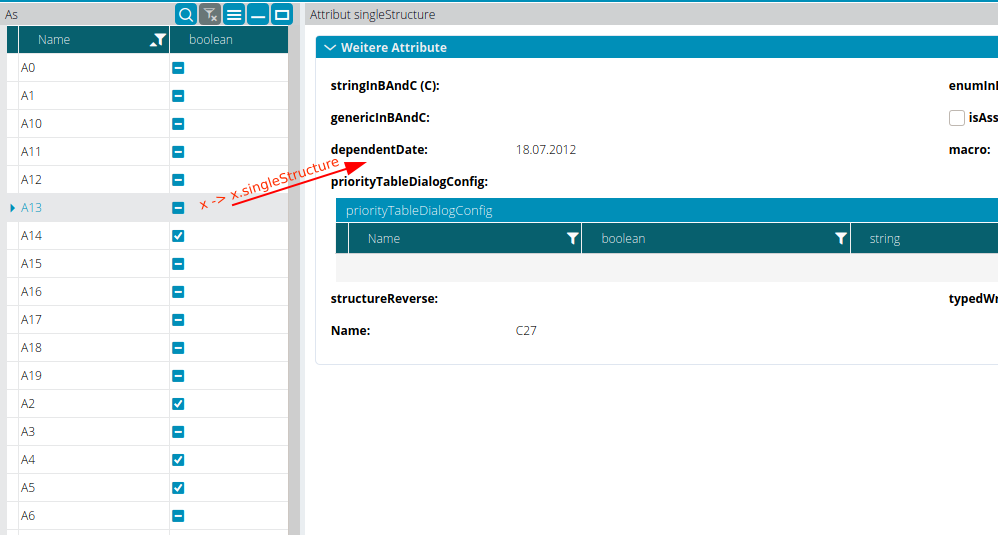 As
Attribut singleStructure
Name
boolean
A0
A1
A10
A11
A12
A13
A14
A15
A16
A17
A18
A19
A2
A3
A4
A5
A6
x -> x.singleStructure
Weitere Attribute
stringInBAndC (C):
genericInBAndC:
isAss
dependentDate: 18.07.2012
macro:
priorityTableDialogConfig:
priorityTableDialogConfig
Name boolean string
structureReverse:
typedWr
Name: C27